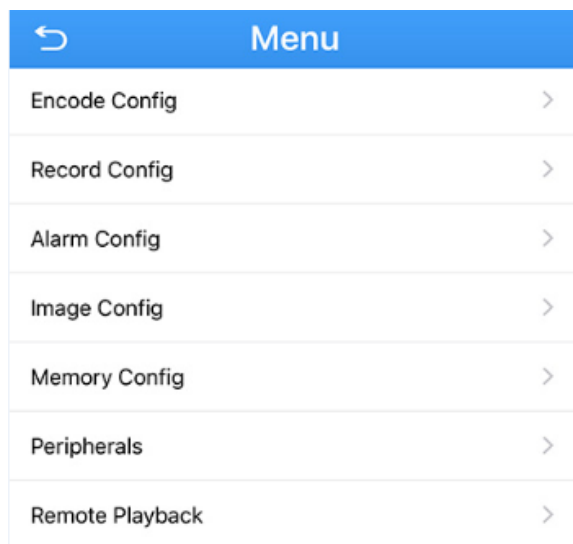 Menu
Encode Config
Record Config
Alarm Config
Image Config
Memory Config
Peripherals
Remote Playback